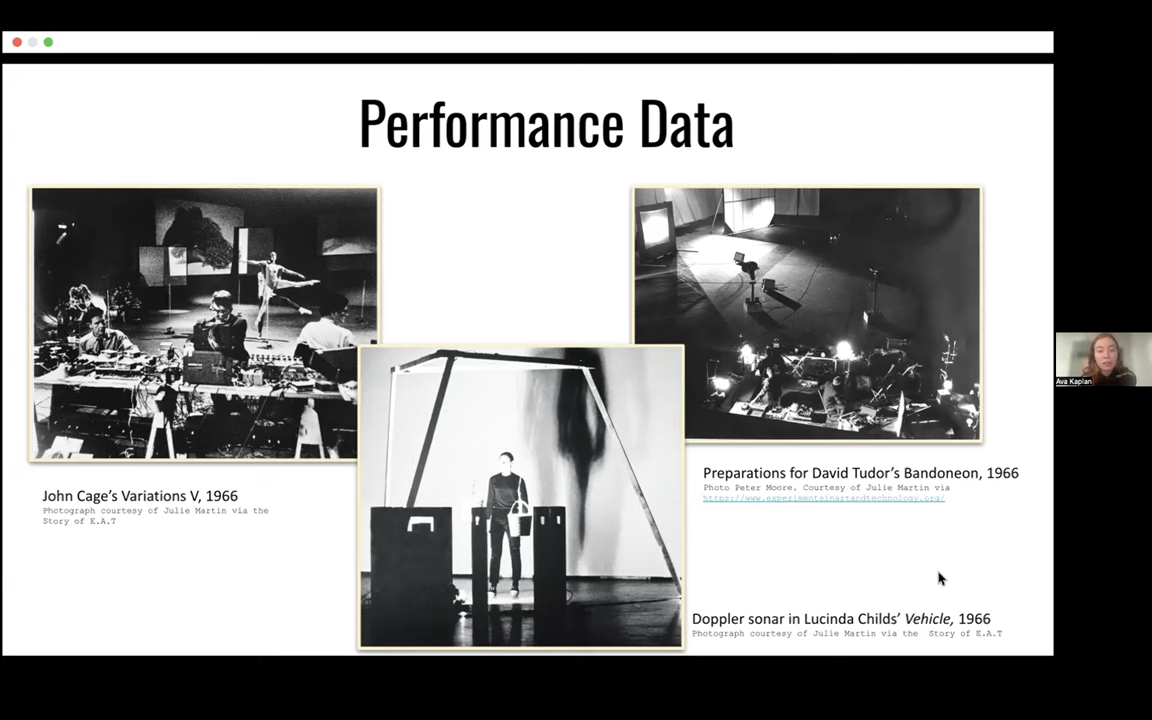 Performance Data
John Cage's Variations V, 1966
Photograph courtesy of Julie Martin via the
Story of E.A.T
Preparations for David Tudor's Bandoneon, 1966
Photo Peter Moore. Courtesy of Julie Martin via
https://www.experimentsinartandtechnology.org/
Doppler sonar in Lucinda Childs' Vehicle, 1966
Photograph courtesy of Julie Martin via the Story of E.A.T
Ava Kaplan